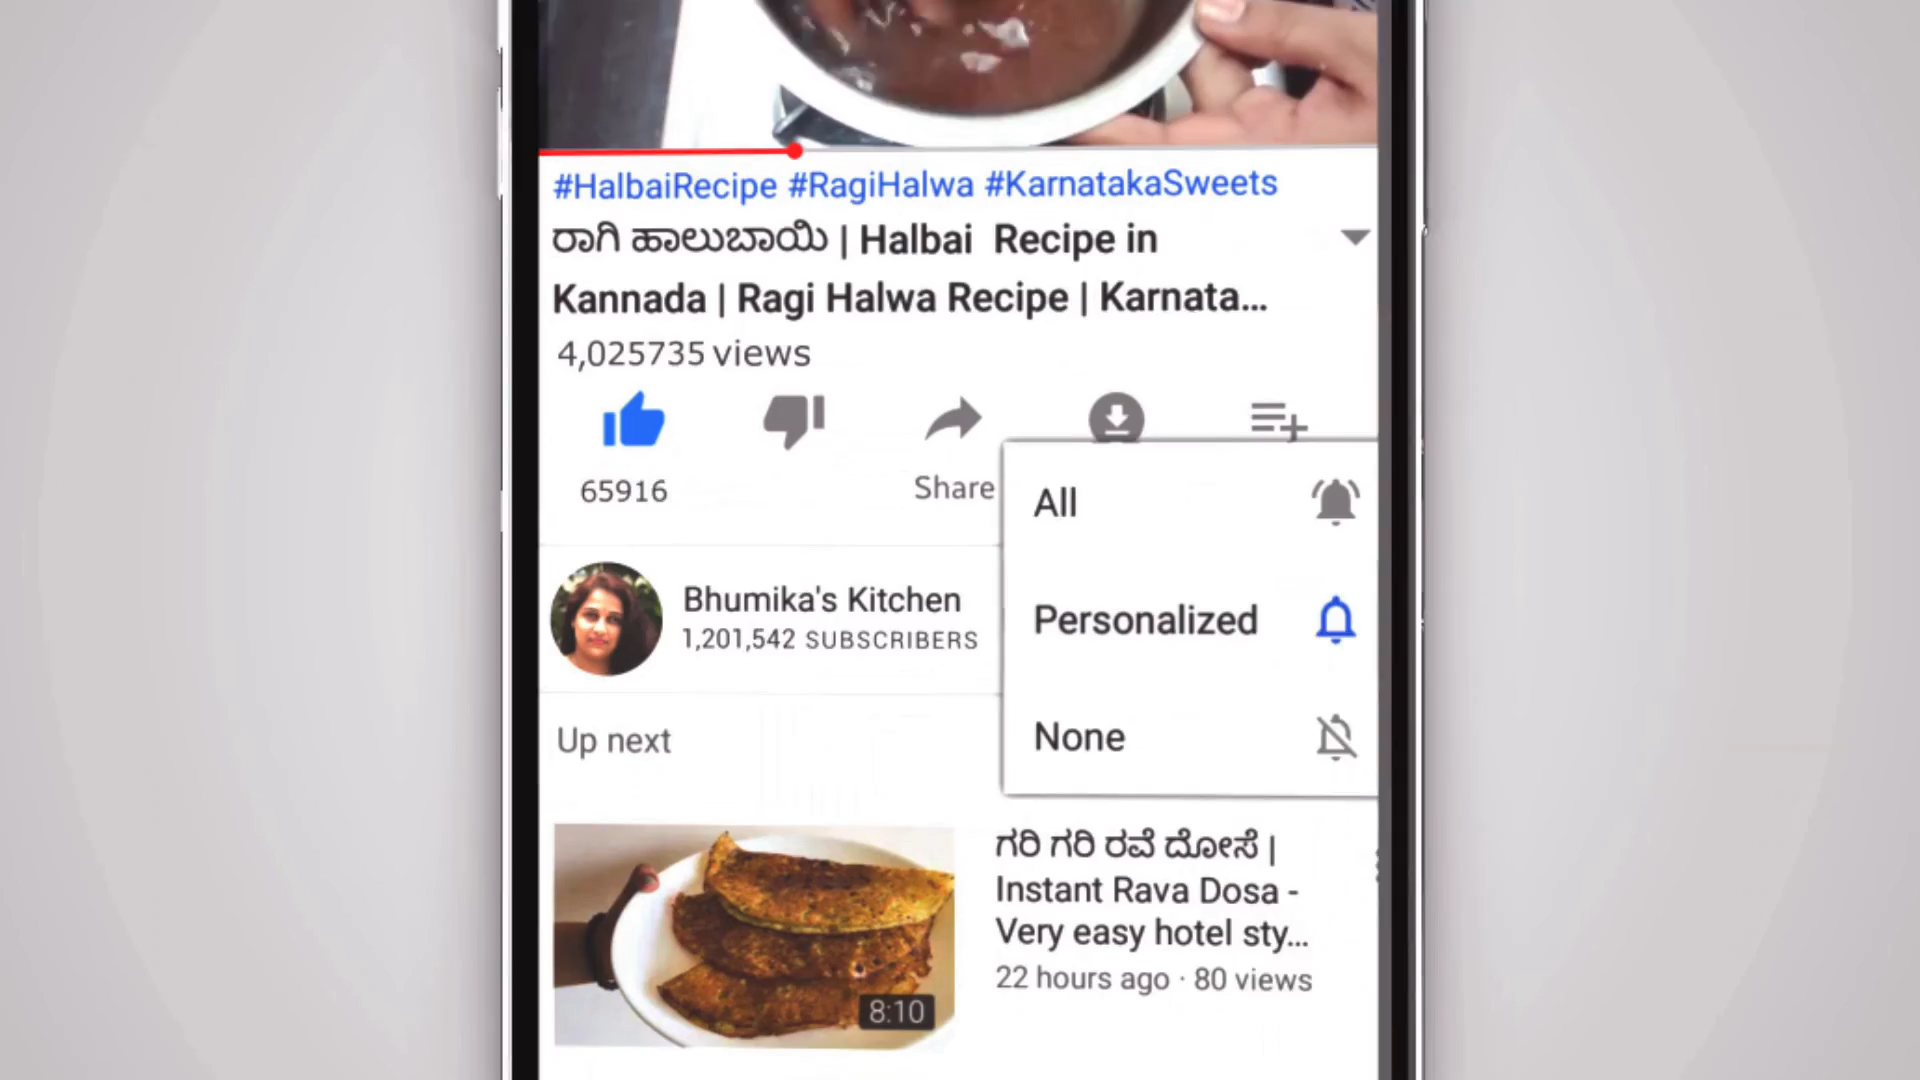 #HalbaiRecipe #RagiHalwa #KarnatakaSweets
ರಾಗಿ ಹಾಲುಬಾಯಿ | Halbai Recipe in
Kannada | Ragi Halwa Recipe | Karnata...
4,025735 views
65916
Share
All
Personalized
None
Bhumika's Kitchen
1,201,542 SUBSCRIBERS
Up next
8:10
ಗರಿ ಗರಿ ರವೆ ದೋಸೆ |
Instant Rava Dosa -
Very easy hotel sty...
22 hours ago · 80 views